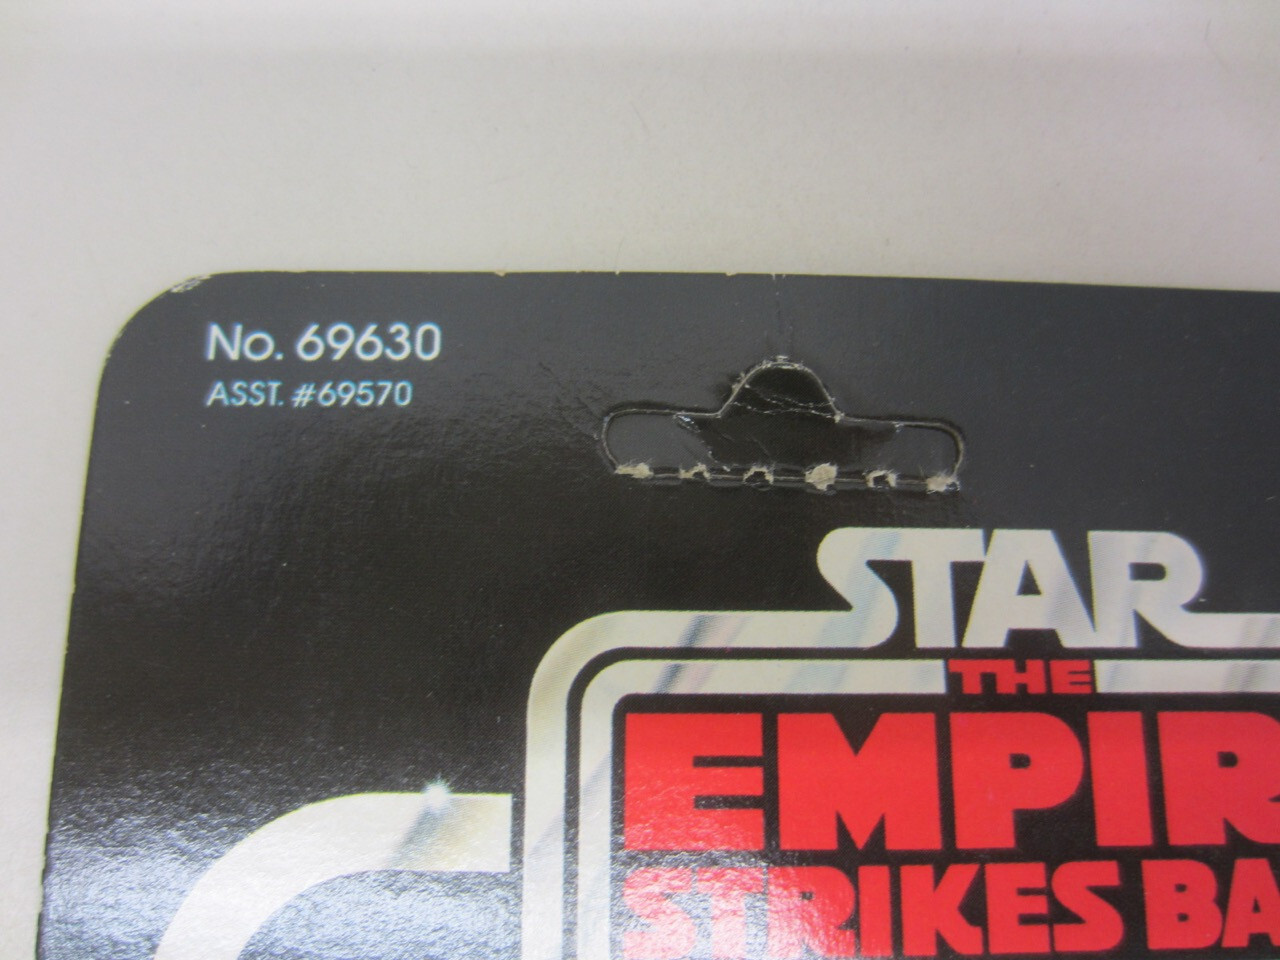 No. 69630
ASST. #69570
STAR
THE
EMPIR
STRIKES BA